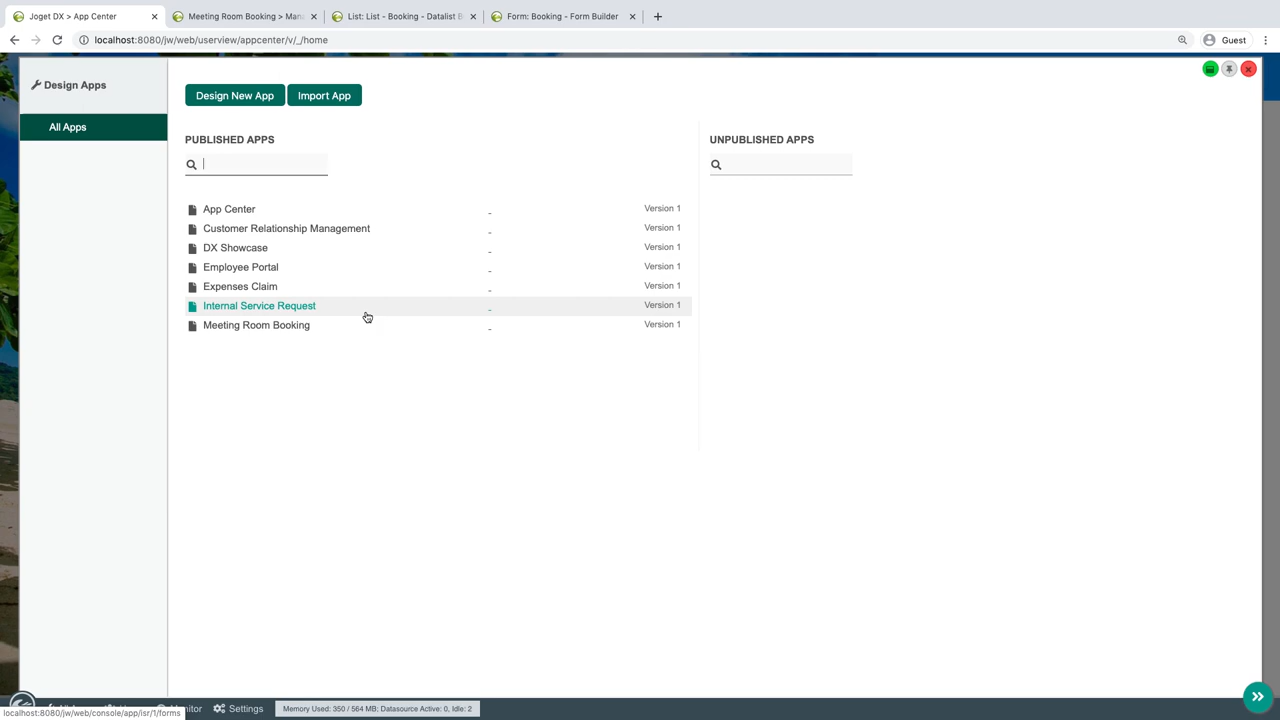 Joget DX > App Center
Meeting Room Booking > Man
List: List - Booking - Datalist B
Form: Booking - Form Builder
localhost:8080/jw/web/userview/appcenter/v/_/home
Guest
Design Apps
All Apps
Design New App
Import App
PUBLISHED APPS
UNPUBLISHED APPS
App Center - Version 1
Customer Relationship Management - Version 1
DX Showcase - Version 1
Employee Portal - Version 1
Expenses Claim - Version 1
Internal Service Request - Version 1
Meeting Room Booking - Version 1
Settings
Memory Used: 350 / 564 MB; Datasource Active: 0, Idle: 2
localhost:8080/jw/web/console/app/isr/1/forms